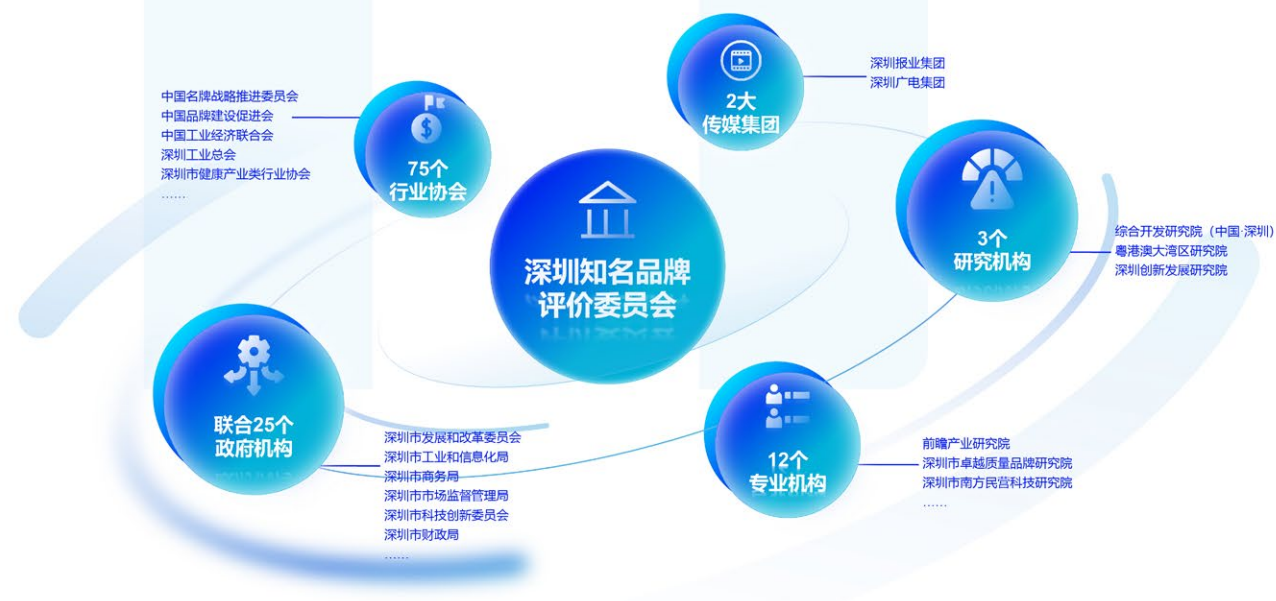 中国名牌战略推进委员会
中国品牌建设促进会
中国工业经济联合会
深圳工业总会
深圳市健康产业类行业协会
……
75个
行业协会
2大
传媒集团
深圳报业集团
深圳广电集团
3个
研究机构
综合开发研究院（中国·深圳）
粤港澳大湾区研究院
深圳创新发展研究院
深圳知名品牌
评价委员会
联合25个
政府机构
深圳市发展和改革委员会
深圳市工业和信息化局
深圳市商务局
深圳市市场监督管理局
深圳市科技创新委员会
深圳市财政局
……
12个
专业机构
前瞻产业研究院
深圳市卓越质量品牌研究院
深圳市南方民营科技研究院
……